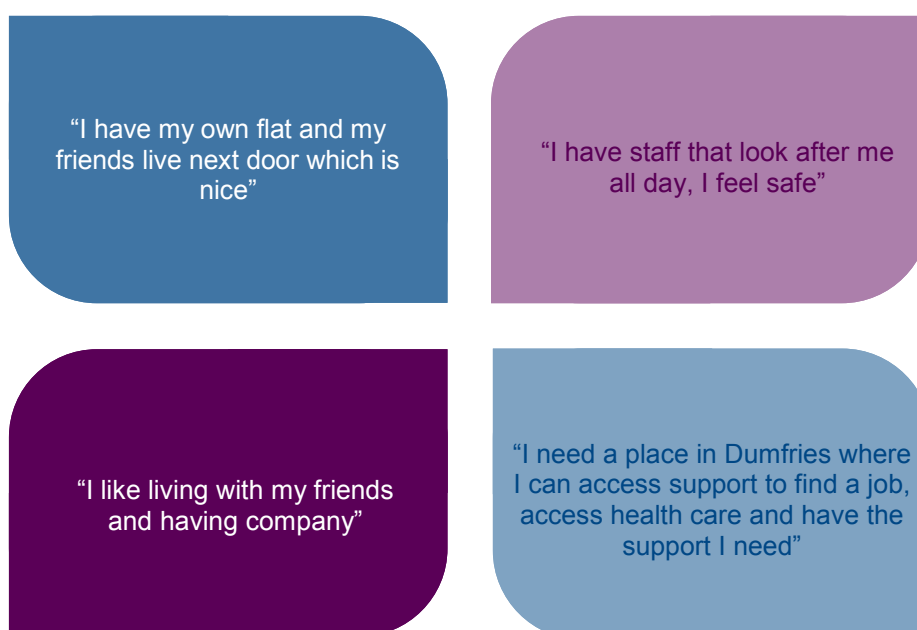 “I have my own flat and my
friends live next door which is
nice”
“I have staff that look after me
all day, I feel safe”
“I like living with my friends
and having company”
“I need a place in Dumfries where
I can access support to find a job,
access health care and have the
support I need”